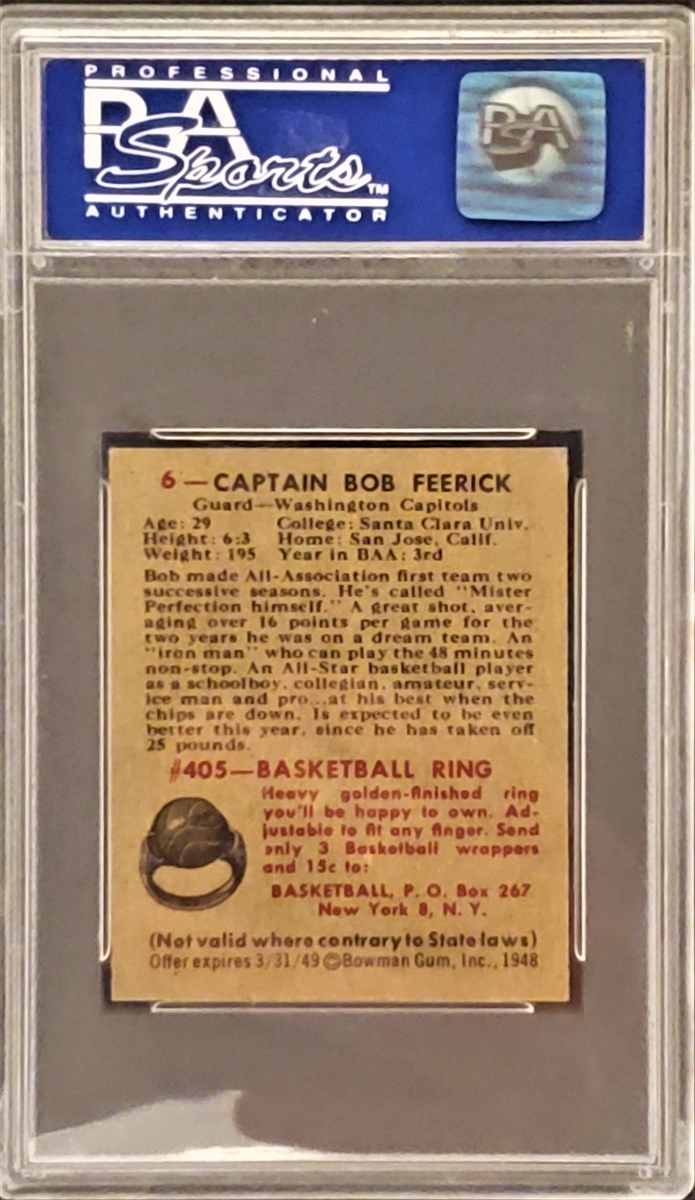 PROFESSIONAL
PSA
Sports™
AUTHENTICATOR
PSA
6—CAPTAIN BOB FEERICK
Guard—Washington Capitols
Age: 29 College: Santa Clara Univ.
Height: 6:3 Home: San Jose, Calif.
Weight: 195 Year in BAA: 3rd
Bob made All-Association first team two
successive seasons. He's called "Mister
Perfection himself." A great shot, aver-
aging over 16 points per game for the
two years he was on a dream team. An
"iron man" who can play the 48 minutes
non-stop. An All-Star basketball player
as a schoolboy, collegian, amateur, serv-
ice man and pro...at his best when the
chips are down. Is expected to be even
better this year, since he has taken off
25 pounds.
#405—BASKETBALL RING
Heavy golden-finished ring
you'll be happy to own. Ad-
justable to fit any finger. Send
only 3 Basketball wrappers
and 15c to:
BASKETBALL, P. O. Box 267
New York 8, N. Y.
(Not valid where contrary to State laws)
Offer expires 3/31/49 ©Bowman Gum, Inc., 1948